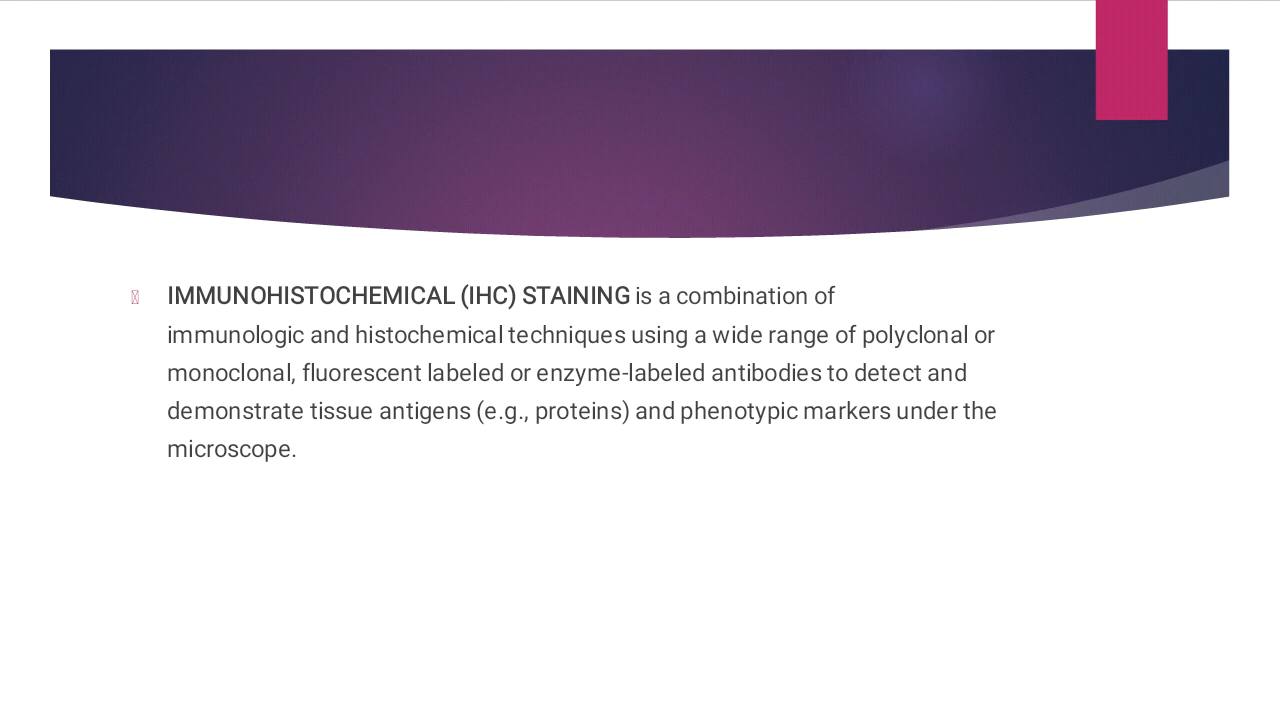 IMMUNOHISTOCHEMICAL (IHC) STAINING is a combination of
immunologic and histochemical techniques using a wide range of polyclonal or
monoclonal, fluorescent labeled or enzyme-labeled antibodies to detect and
demonstrate tissue antigens (e.g., proteins) and phenotypic markers under the
microscope.